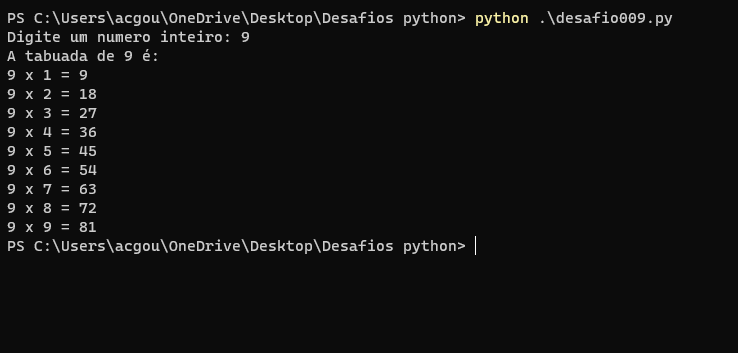 PS C:\Users\acgou\OneDrive\Desktop\Desafios python> python .\desafio009.py
Digite um numero inteiro: 9
A tabuada de 9 é:
9 x 1 = 9
9 x 2 = 18
9 x 3 = 27
9 x 4 = 36
9 x 5 = 45
9 x 6 = 54
9 x 7 = 63
9 x 8 = 72
9 x 9 = 81
PS C:\Users\acgou\OneDrive\Desktop\Desafios python>